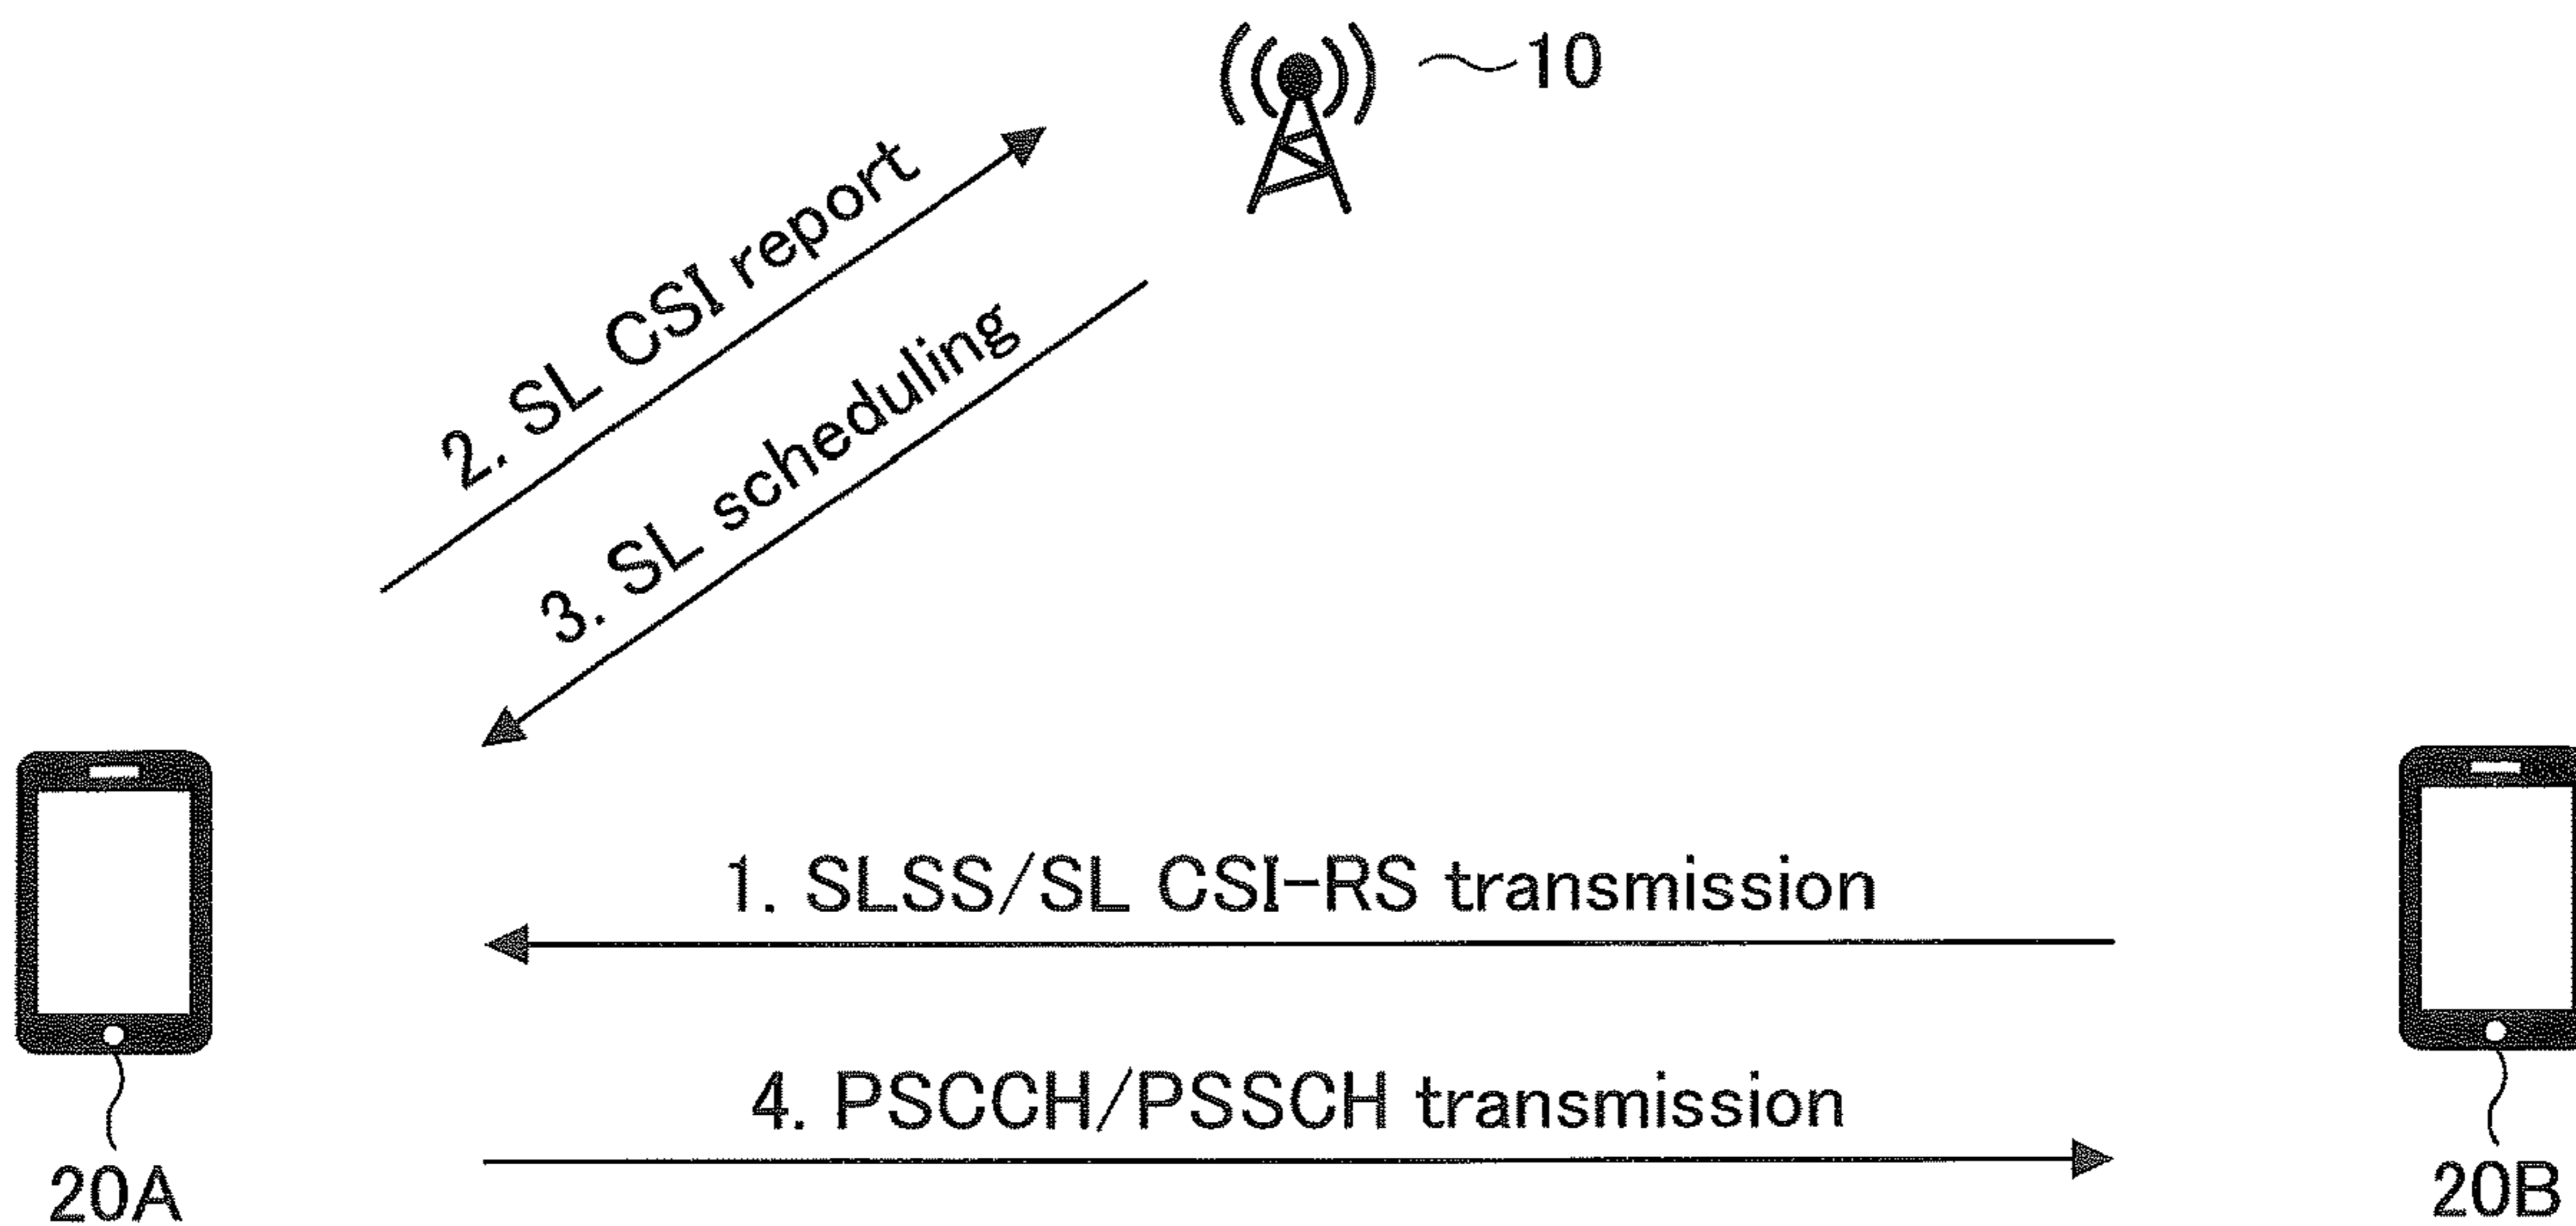 10
2. SL CSI report
3. SL scheduling
1. SLSS/SL CSI-RS transmission
4. PSCCH/PSSCH transmission
20A
20B